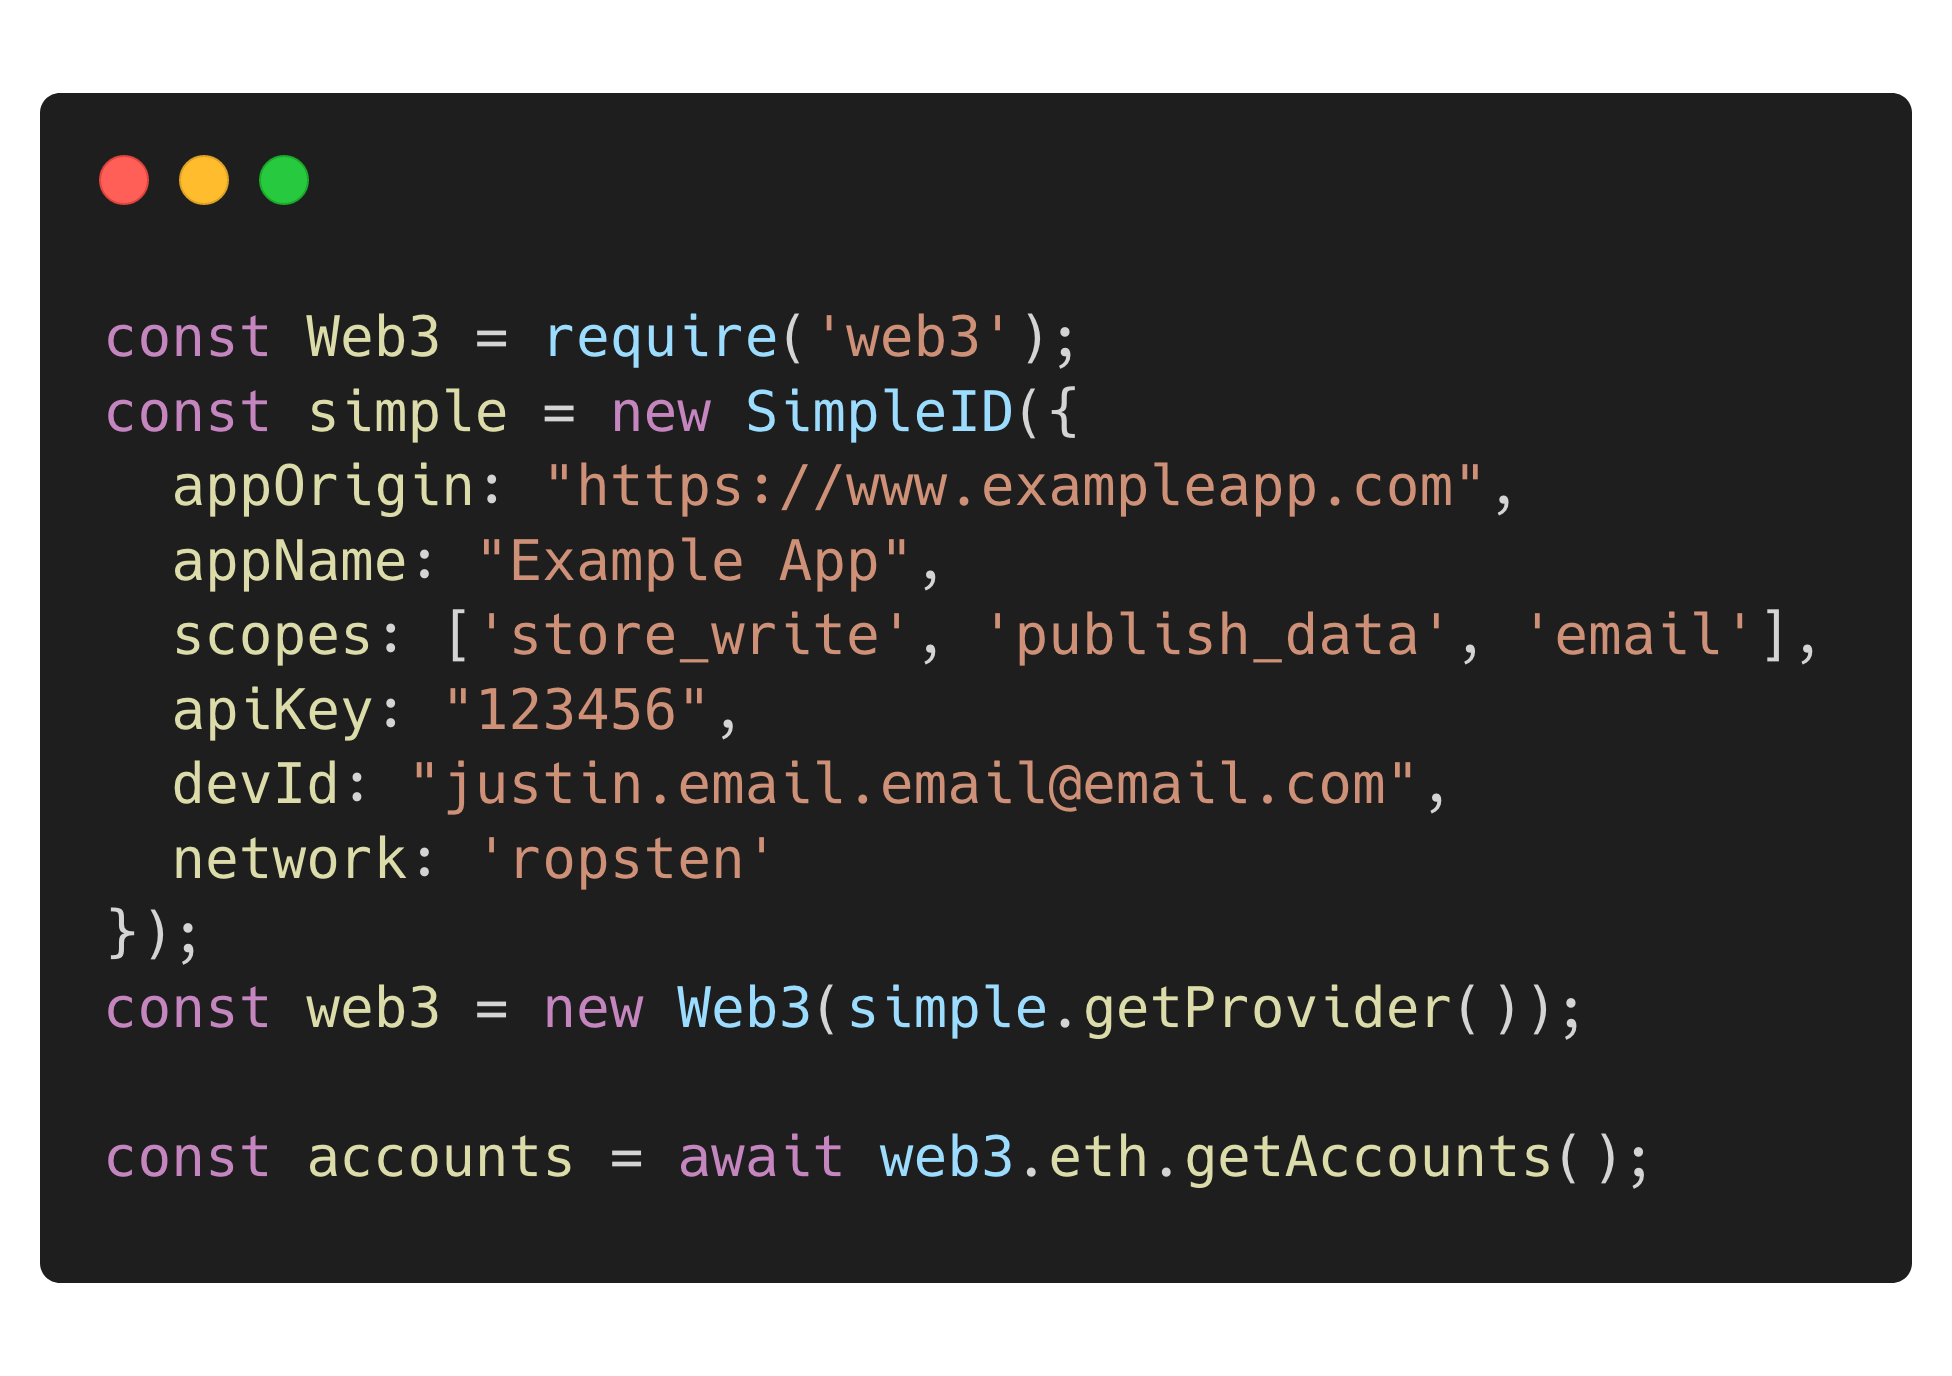 const Web3 = require('web3');
const simple = new SimpleID({
  appOrigin: "https://www.exampleapp.com",
  appName: "Example App",
  scopes: ['store_write', 'publish_data', 'email'],
  apiKey: "123456",
  devId: "justin.email.email@email.com",
  network: 'ropsten'
});
const web3 = new Web3(simple.getProvider());

const accounts = await web3.eth.getAccounts();